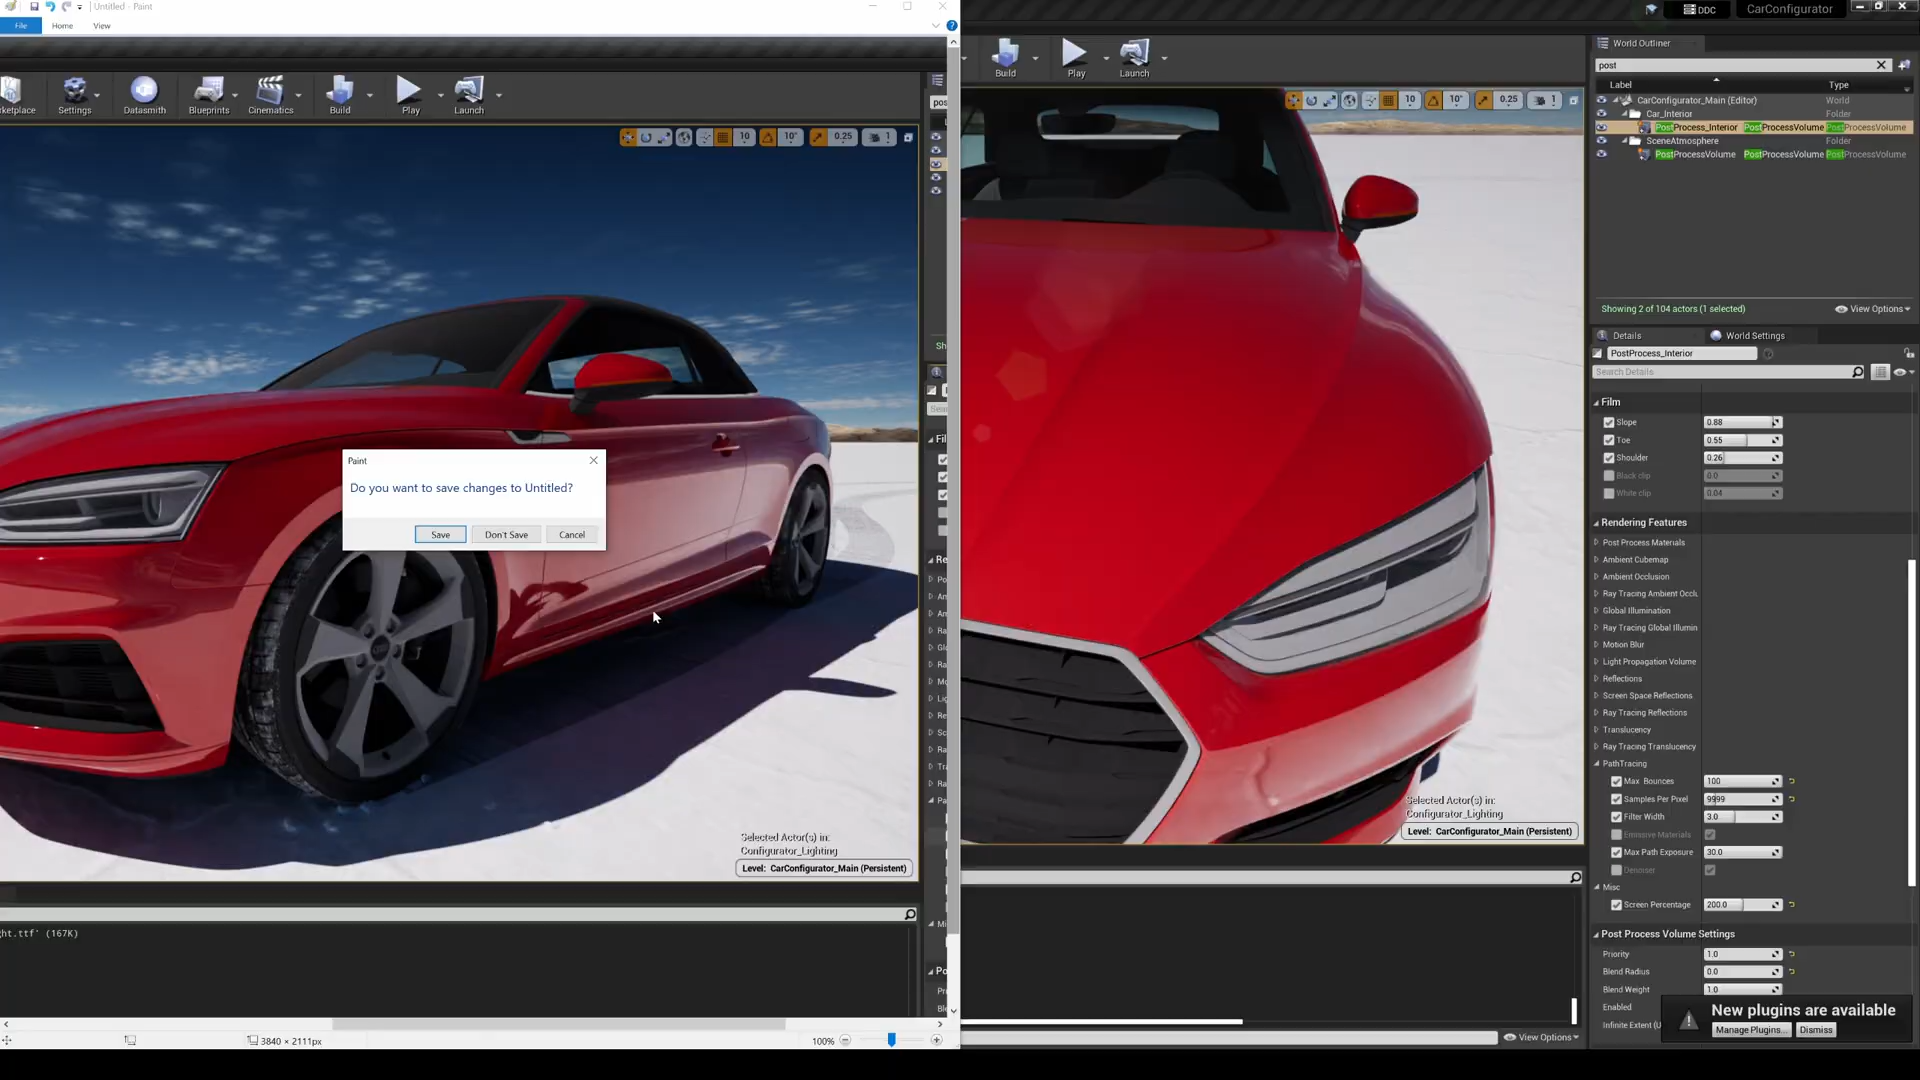 Untitled - Paint
File Home View
Settings
Datasmith
Blueprints
Cinematics
Build
Play
Launch
10
10°
0.25
1
Paint
Do you want to save changes to Untitled?
Save
Don't Save
Cancel
Selected Actor(s) in:
Configurator_Lighting
Level: CarConfigurator_Main (Persistent)
ht.ttf' (167K)
3840 × 2111px
100%
DDC
CarConfigurator
Build
Play
Launch
10
10°
0.25
1
Selected Actor(s) in:
Configurator_Lighting
Level: CarConfigurator_Main (Persistent)
View Options
World Outliner
post
Label Type
CarConfigurator_Main (Editor) World
Car_Interior Folder
PostProcess_Interior PostProcessVolume PostProcessVolume
SceneAtmosphere Folder
PostProcessVolume PostProcessVolume PostProcessVolume
Showing 2 of 104 actors (1 selected) View Options
Details World Settings
PostProcess_Interior
Search Details
Film
Slope 0.88
Toe 0.55
Shoulder 0.26
Black clip 0.0
White clip 0.04
Rendering Features
Post Process Materials
Ambient Cubemap
Ambient Occlusion
Ray Tracing Ambient Occlu
Global Illumination
Ray Tracing Global Illumin
Motion Blur
Light Propagation Volume
Reflections
Screen Space Reflections
Ray Tracing Reflections
Translucency
Ray Tracing Translucency
PathTracing
Max. Bounces 100
Samples Per Pixel 9999
Filter Width 3.0
Emissive Materials
Max Path Exposure 30.0
Denoiser
Misc
Screen Percentage 200.0
Post Process Volume Settings
Priority 1.0
Blend Radius 0.0
Blend Weight 1.0
Enabled
Infinite Extent (U
New plugins are available
Manage Plugins... Dismiss